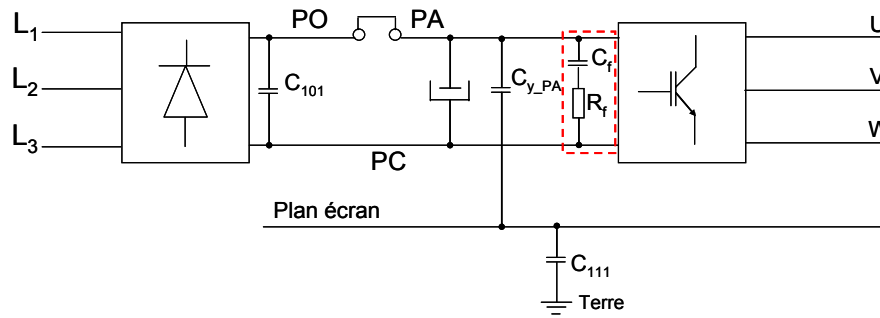 L1
L2
L3
PO
PA
C101
Cy_PA
Cf
Rf
PC
U
V
W
Plan écran
C111
Terre